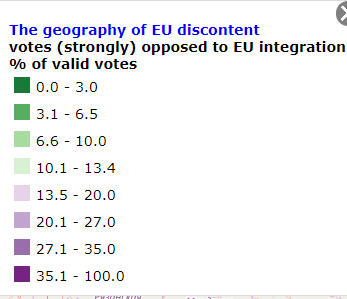 The geography of EU discontent
votes (strongly) opposed to EU integration
% of valid votes
0.0 - 3.0
3.1 - 6.5
6.6 - 10.0
10.1 - 13.4
13.5 - 20.0
20.1 - 27.0
27.1 - 35.0
35.1 - 100.0